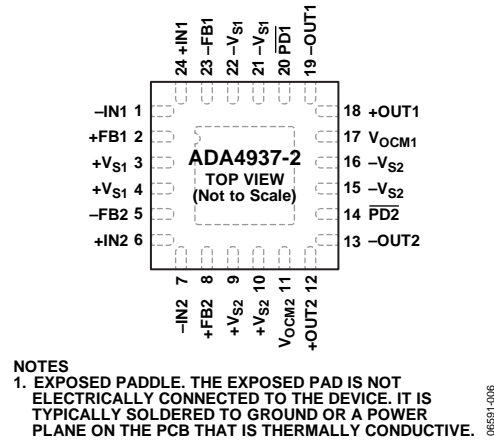 24 +IN1
23 –FB1
22 –VS1
21 –VS1
20 PD1
19 –OUT1
–IN1 1
+FB1 2
+VS1 3
+VS1 4
–FB2 5
+IN2 6
ADA4937-2
TOP VIEW
(Not to Scale)
18 +OUT1
17 VOCM1
16 –VS2
15 –VS2
14 PD2
13 –OUT2
–IN2 7
+FB2 8
+VS2 9
+VS2 10
VOCM2 11
+OUT2 12
NOTES
1. EXPOSED PADDLE. THE EXPOSED PAD IS NOT
ELECTRICALLY CONNECTED TO THE DEVICE. IT IS
TYPICALLY SOLDERED TO GROUND OR A POWER
PLANE ON THE PCB THAT IS THERMALLY CONDUCTIVE.
06591-006